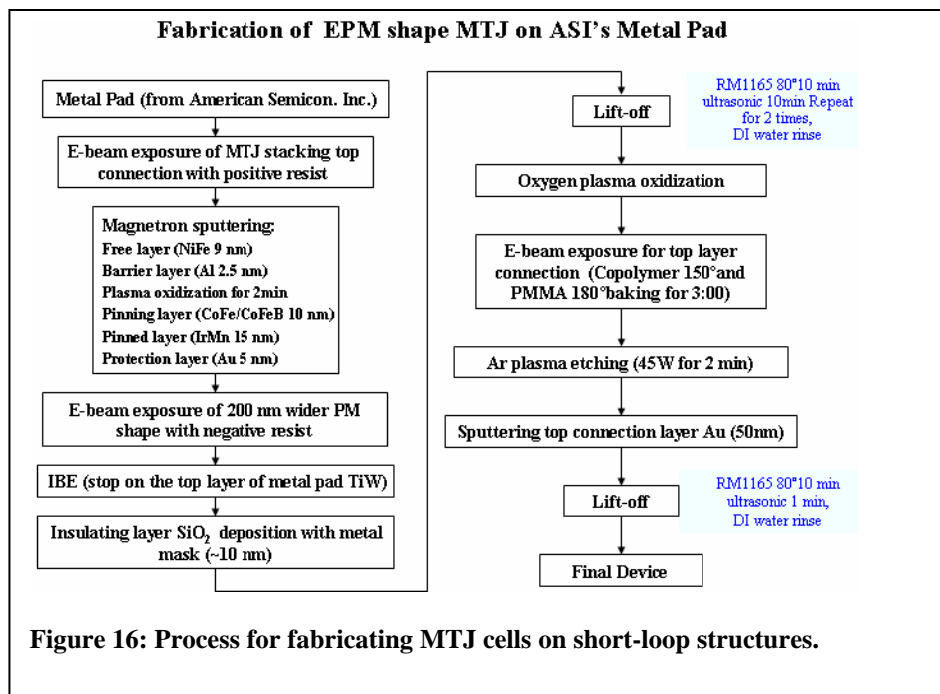 Fabrication of EPM shape MTJ on ASI's Metal Pad
Metal Pad (from American Semicon. Inc.)
E-beam exposure of MTJ stacking top
connection with positive resist
Magnetron sputtering:
Free layer (NiFe 9 nm)
Barrier layer (Al 2.5 nm)
Plasma oxidization for 2min
Pinning layer (CoFe/CoFeB 10 nm)
Pinned layer (IrMn 15 nm)
Protection layer (Au 5 nm)
E-beam exposure of 200 nm wider PM
shape with negative resist
IBE (stop on the top layer of metal pad TiW)
Insulating layer SiO₂ deposition with metal
mask (~10 nm)
Lift-off
RM1165 80°10 min
ultrasonic 10min Repeat
for 2 times,
DI water rinse
Oxygen plasma oxidization
E-beam exposure for top layer
connection (Copolymer 150°and
PMMA 180°baking for 3:00)
Ar plasma etching (45W for 2 min)
Sputtering top connection layer Au (50nm)
Lift-off
RM1165 80°10 min
ultrasonic 1 min,
DI water rinse
Final Device
Figure 16: Process for fabricating MTJ cells on short-loop structures.